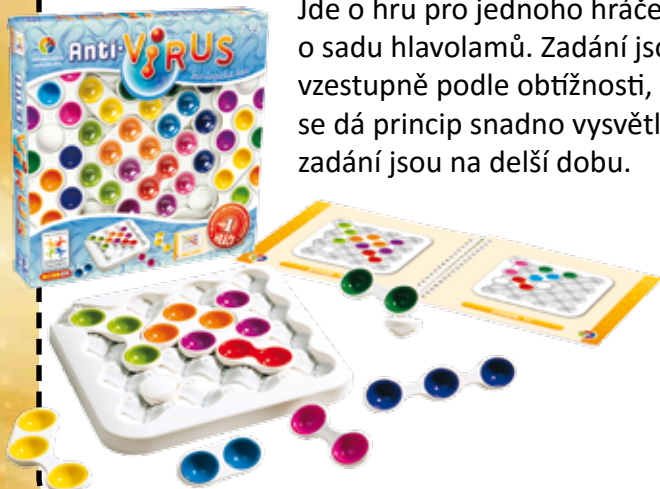 Jde o hru pro jednoho hráče
o sadu hlavolamů. Zadání jso
vzestupně podle obtížnosti,
se dá princip snadno vysvětl
zadání jsou na delší dobu.
Anti-ViRUS